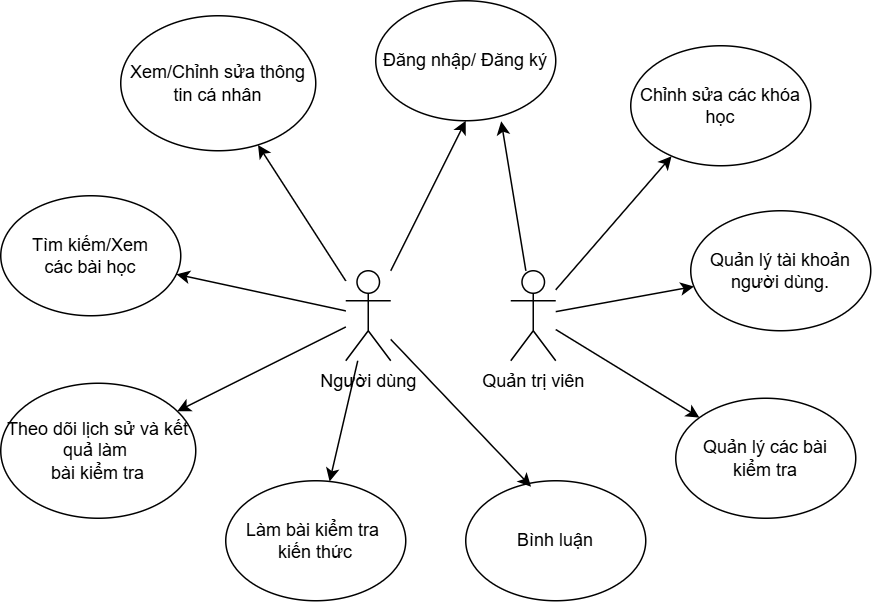 Đăng nhập/ Đăng ký
Xem/Chỉnh sửa thông
tin cá nhân
Chỉnh sửa các khóa
học
Tìm kiếm/Xem
các bài học
Quản lý tài khoản
người dùng.
Người dùng
Quản trị viên
Theo dõi lịch sử và kết
quả làm
bài kiểm tra
Quản lý các bài
kiểm tra
Làm bài kiểm tra
kiến thức
Bình luận